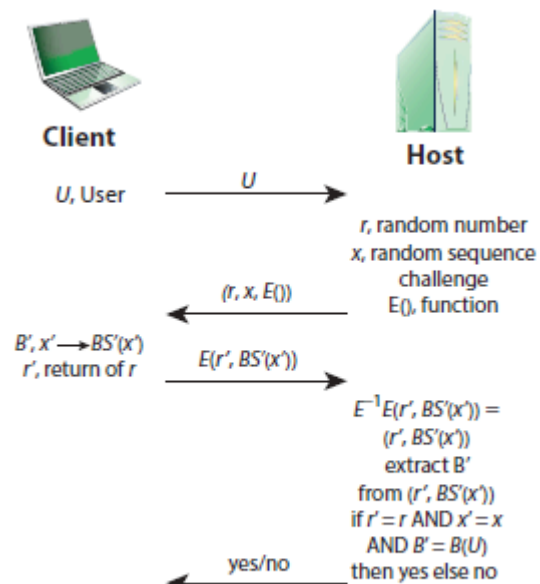 Client
Host
U, User
U
r, random number
x, random sequence
challenge
E(), function
(r, x, E())
B', x' → BS'(x')
r', return of r
E(r', BS'(x'))
E⁻¹E(r', BS'(x')) =
(r', BS'(x'))
extract B'
from (r', BS'(x'))
if r' = r AND x' = x
AND B' = B(U)
then yes else no
yes/no